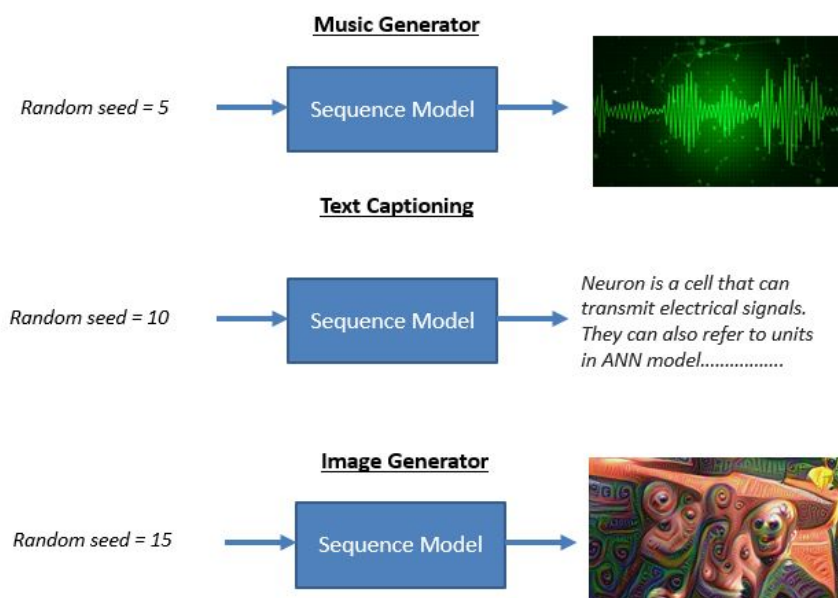 Music Generator
Random seed = 5
Sequence Model
Text Captioning
Random seed = 10
Sequence Model
Neuron is a cell that can
transmit electrical signals.
They can also refer to units
in ANN model.................
Image Generator
Random seed = 15
Sequence Model